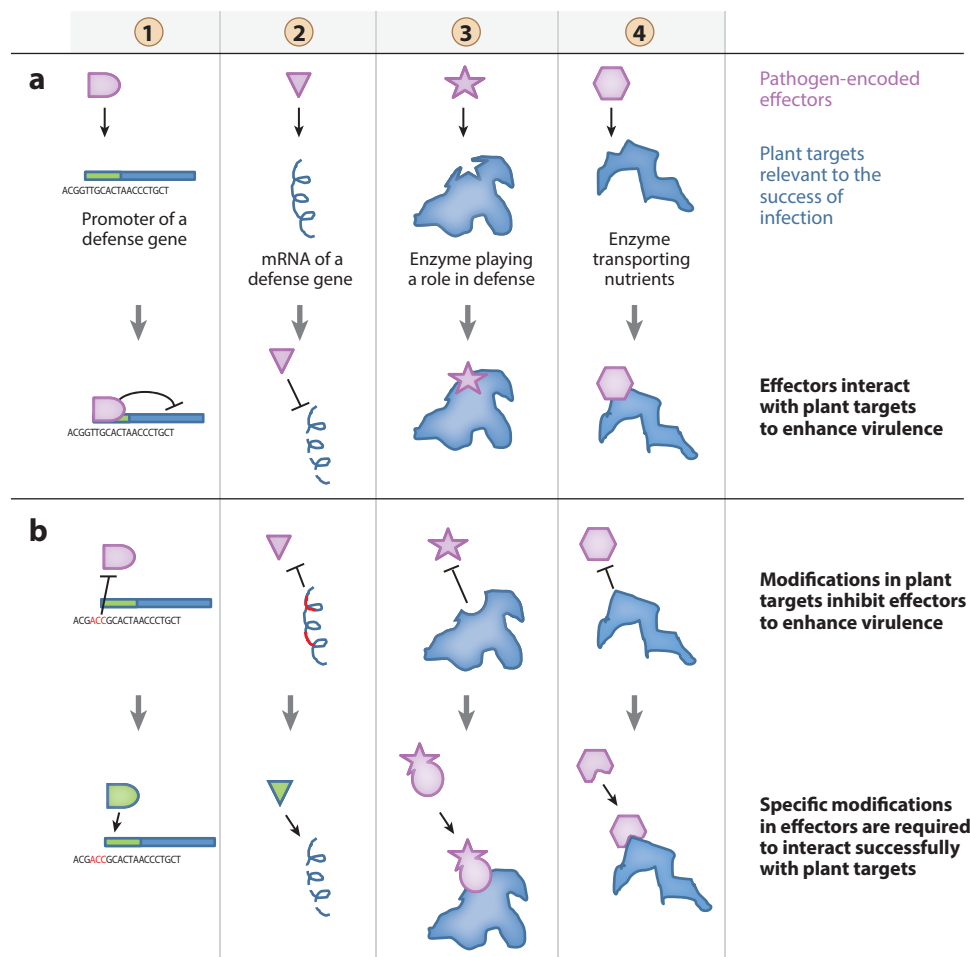 1
2
3
4
a
Pathogen-encoded
effectors
Plant targets
relevant to the
success of
infection
ACGGTTGCACTAACCCTGCT
Promoter of a
defense gene
mRNA of a
defense gene
Enzyme playing
a role in defense
Enzyme
transporting
nutrients
ACGGTTGCACTAACCCTGCT
Effectors interact
with plant targets
to enhance virulence
b
ACGACCGCACTAACCCTGCT
Modifications in plant
targets inhibit effectors
to enhance virulence
ACGACCGCACTAACCCTGCT
Specific modifications
in effectors are required
to interact successfully
with plant targets